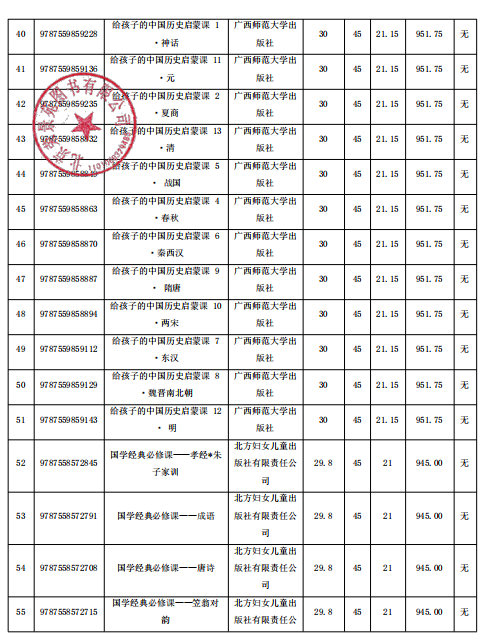 给孩子的中国历史启蒙课 1 广西师范大学出
40 9787559859228 30 45 21.15 951.75 无
·神话 版社
给孩子的中国历史启蒙课 11 广西师范大学出
41 9787559859136 30 45 21.15 951.75 无
·元 版社
给孩子的中国历史启蒙课 2 广西师范大学出
42 9787559859235 30 45 21.15 951.75 无
·夏商 版社
给孩子的中国历史启蒙课 13 广西师范大学出
43 9787559858832 30 45 21.15 951.75 无
·清 版社
给孩子的中国历史启蒙课 5 广西师范大学出
44 9787559858849 30 45 21.15 951.75 无
· 战国 版社
给孩子的中国历史启蒙课 4 广西师范大学出
45 9787559858863 30 45 21.15 951.75 无
·春秋 版社
给孩子的中国历史启蒙课 6 广西师范大学出
46 9787559858870 30 45 21.15 951.75 无
·秦西汉 版社
给孩子的中国历史启蒙课 9 广西师范大学出
47 9787559858887 30 45 21.15 951.75 无
· 隋唐 版社
给孩子的中国历史启蒙课 10 广西师范大学出
48 9787559858894 30 45 21.15 951.75 无
·两宋 版社
给孩子的中国历史启蒙课 7 广西师范大学出
49 9787559859112 30 45 21.15 951.75 无
·东汉 版社
给孩子的中国历史启蒙课 8 广西师范大学出
50 9787559859129 30 45 21.15 951.75 无
·魏晋南北朝 版社
给孩子的中国历史启蒙课 12 广西师范大学出
51 9787559859143 30 45 21.15 951.75 无
· 明 版社
北方妇女儿童出
国学经典必修课——孝经*朱
52 9787558572845 版社有限责任公 29.8 45 21 945.00 无
子家训
司
北方妇女儿童出
53 9787558572791 国学经典必修课——成语 版社有限责任公 29.8 45 21 945.00 无
司
北方妇女儿童出
54 9787558572708 国学经典必修课——唐诗 版社有限责任公 29.8 45 21 945.00 无
司
国学经典必修课——笠翁对 北方妇女儿童出
55 9787558572715 29.8 45 21 945.00 无
韵 版社有限责任公